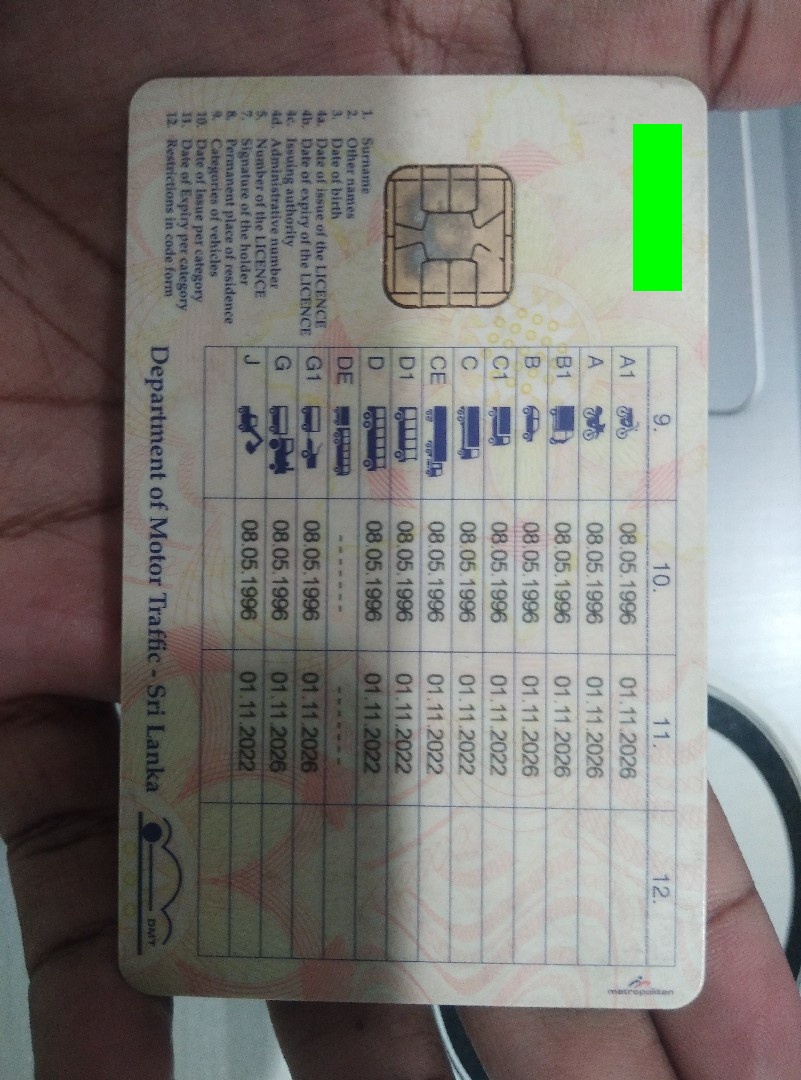 9. 10. 11. 12.
A1 08.05.1996 01.11.2026
A 08.05.1996 01.11.2026
B1 08.05.1996 01.11.2026
B 08.05.1996 01.11.2026
C1 08.05.1996 01.11.2022
C 08.05.1996 01.11.2022
CE 08.05.1996 01.11.2022
D1 08.05.1996 01.11.2022
D 08.05.1996 01.11.2022
DE ------ ------
G1 08.05.1996 01.11.2026
G 08.05.1996 01.11.2026
J 08.05.1996 01.11.2022
1. Surname
2. Other names
3. Date of birth
4a. Date of issue of the LICENCE
4b. Date of expiry of the LICENCE
4c. Issuing authority
4d. Administrative number
5. Number of the LICENCE
7. Signature of the holder
8. Permanent place of residence
9. Categories of vehicles
10. Date of Issue per category
11. Date of Expiry per category
12. Restrictions in code form
Department of Motor Traffic - Sri Lanka
DMT
metropolitan